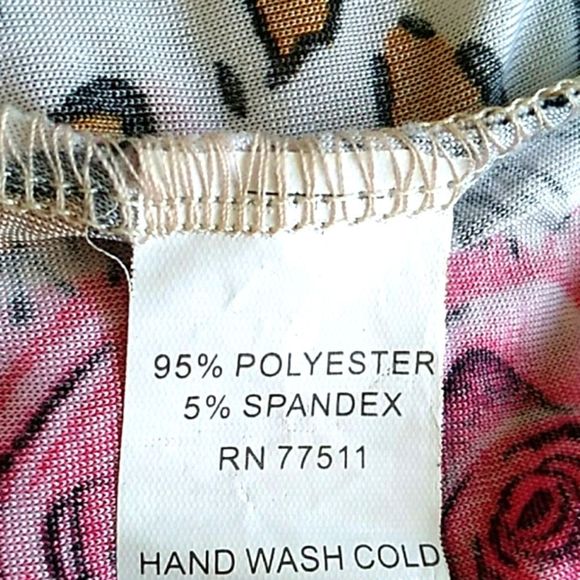 95% POLYESTER
5% SPANDEX
RN 77511
HAND WASH COLD